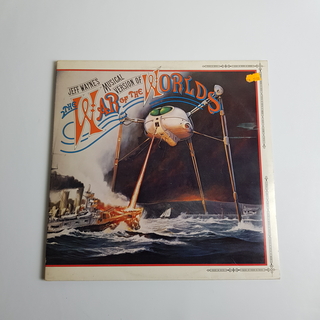 JEFF WAYNE'S
MUSICAL
VERSION OF
THE WAR OF THE WORLDS